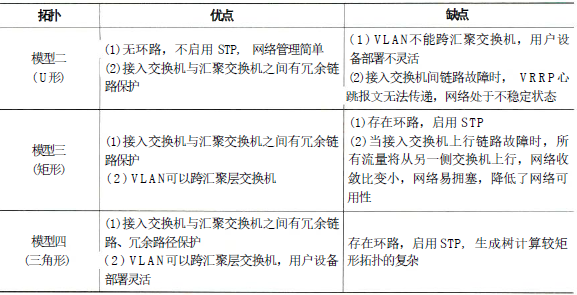 拓扑 优点 缺点
模型二
(U 形)
(1)无环路，不启用 STP，网络管理简单
(2)接入交换机与汇聚交换机之间有冗余链
路保护
(1)VLAN不能跨汇聚交换机，用户设
备部署不灵活
(2)接入交换机间链路故障时，VRRP心
跳报文无法传递，网络处于不稳定状态
模型三
(矩形)
(1)接入交换机与汇聚交换机之间有冗余链
路保护
(2)VLAN可以跨汇聚层交换机
(1)存在环路，启用 STP
(2)当接入交换机上行链路故障时，所
有流量将从另一侧交换机上行，网络收
敛比变小，网络易拥塞，降低了网络可
用性
模型四
(三角形)
(1)接入交换机与汇聚交换机之间有冗余链
路、冗余路径保护
(2)VLAN可以跨汇聚层交换机，用户设备
部署灵活
存在环路，启用 STP，生成树计算较矩
形拓扑的复杂